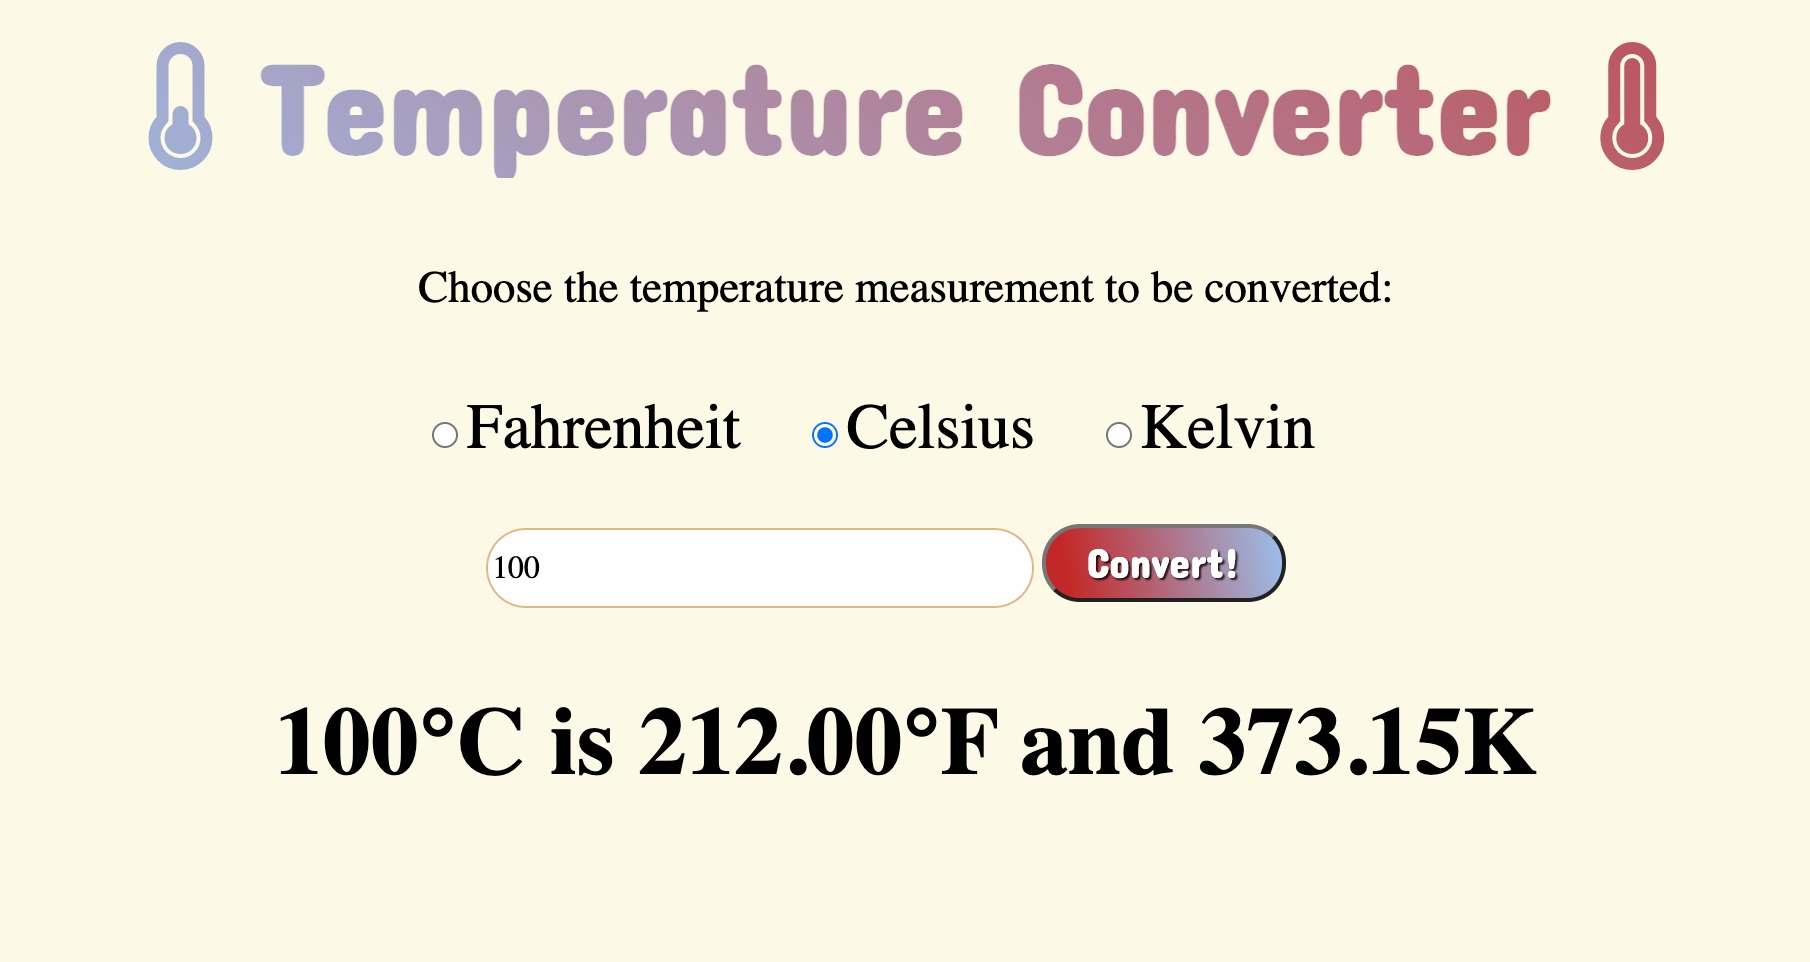 Temperature Converter
Choose the temperature measurement to be converted:
Fahrenheit Celsius Kelvin
100 Convert!
100°C is 212.00°F and 373.15K